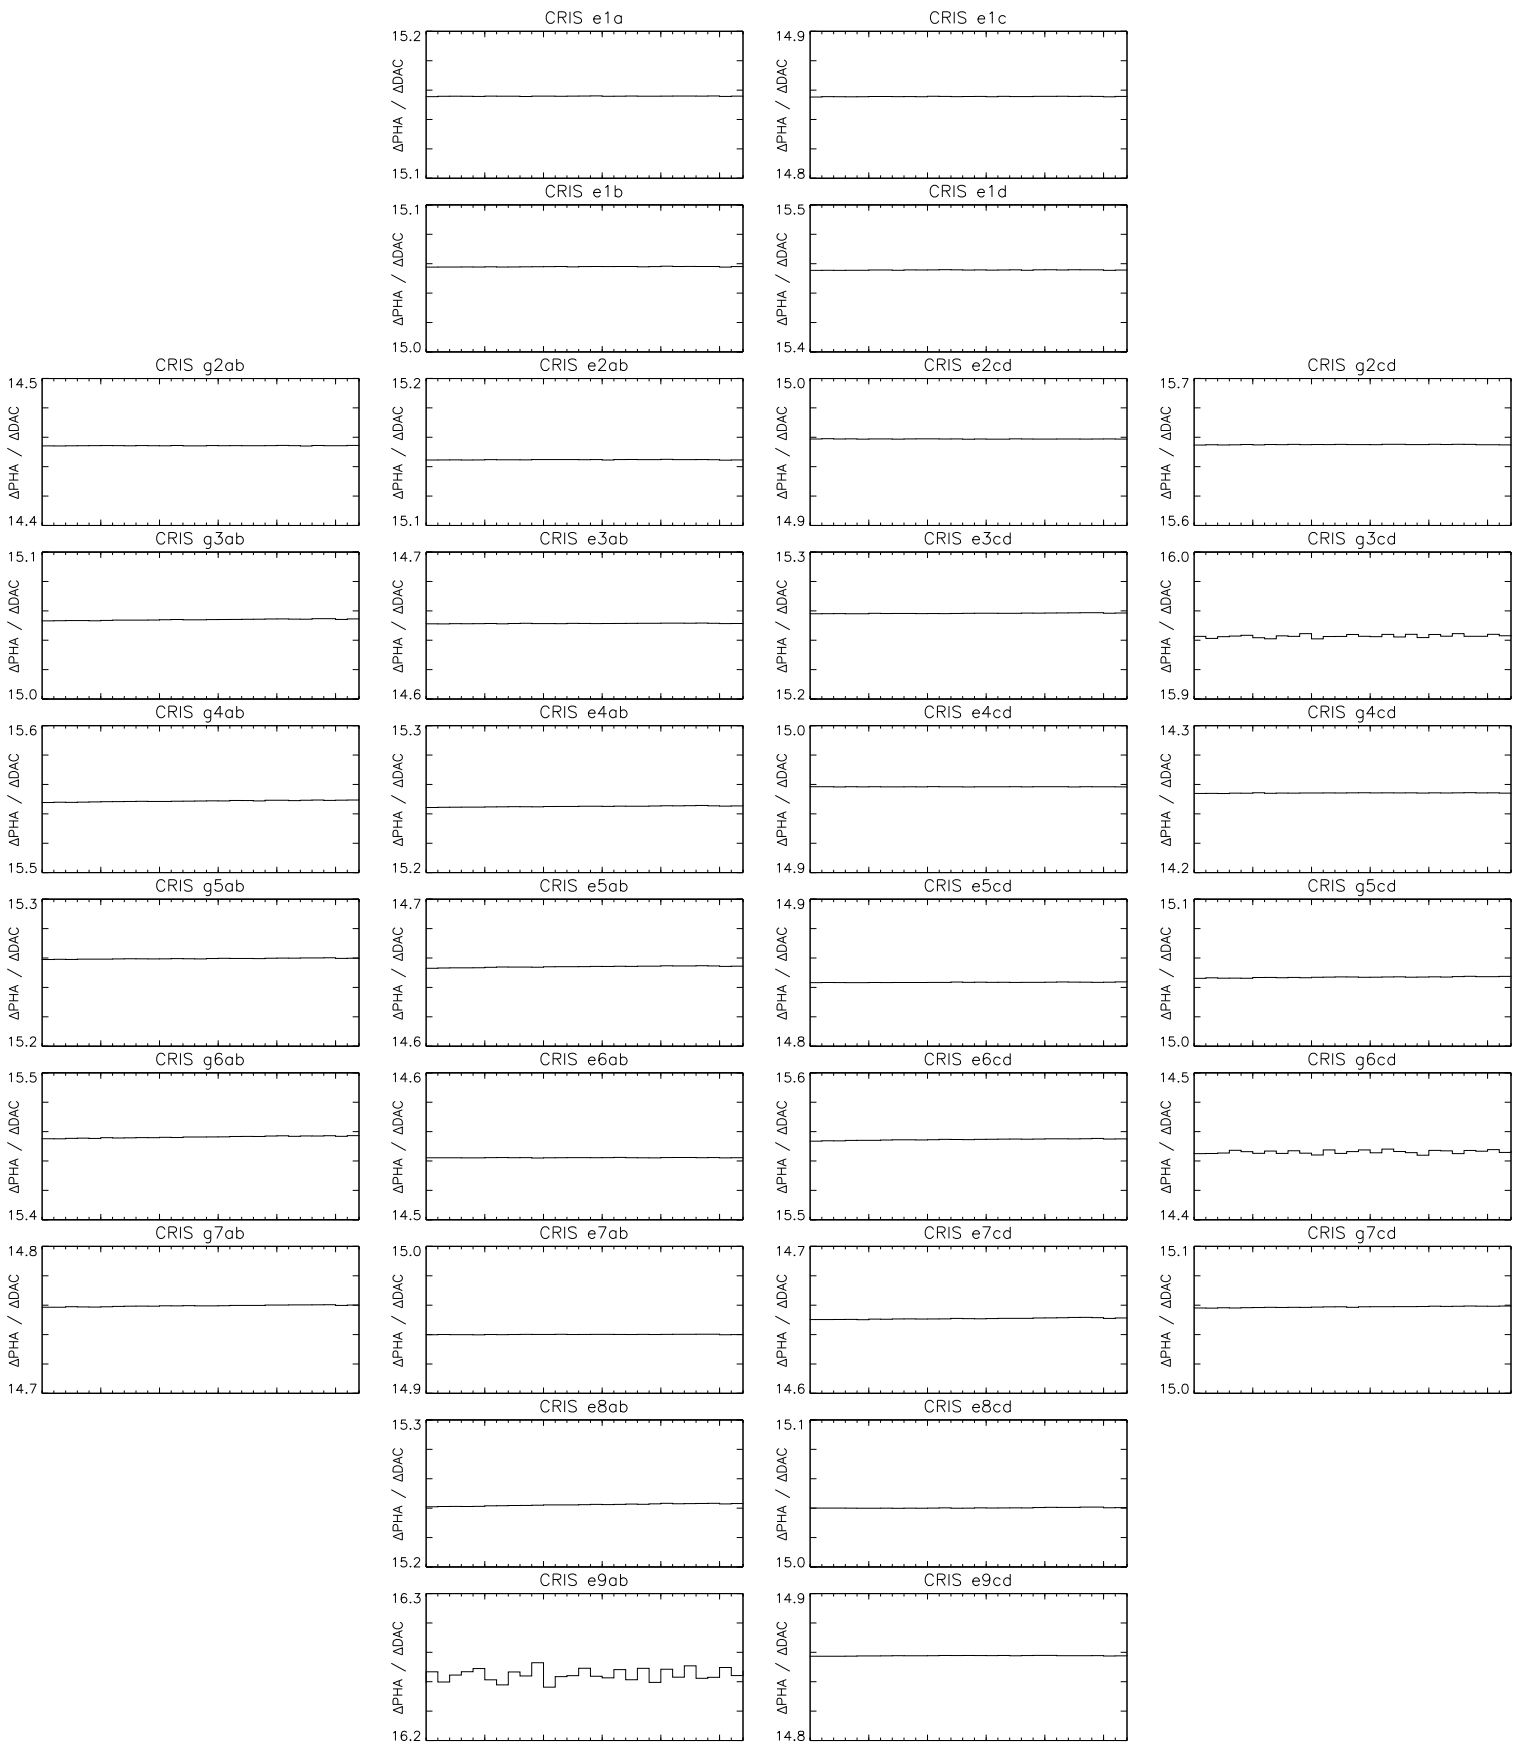 CRIS e1a
15.2
ΔPHA / ΔDAC
15.1
CRIS e1c
14.9
ΔPHA / ΔDAC
14.8
CRIS e1b
15.1
ΔPHA / ΔDAC
15.0
CRIS e1d
15.5
ΔPHA / ΔDAC
15.4
CRIS g2ab
14.5
ΔPHA / ΔDAC
14.4
CRIS e2ab
15.2
ΔPHA / ΔDAC
15.1
CRIS e2cd
15.0
ΔPHA / ΔDAC
14.9
CRIS g2cd
15.7
ΔPHA / ΔDAC
15.6
CRIS g3ab
15.1
ΔPHA / ΔDAC
15.0
CRIS e3ab
14.7
ΔPHA / ΔDAC
14.6
CRIS e3cd
15.3
ΔPHA / ΔDAC
15.2
CRIS g3cd
16.0
ΔPHA / ΔDAC
15.9
CRIS g4ab
15.6
ΔPHA / ΔDAC
15.5
CRIS e4ab
15.3
ΔPHA / ΔDAC
15.2
CRIS e4cd
15.0
ΔPHA / ΔDAC
14.9
CRIS g4cd
14.3
ΔPHA / ΔDAC
14.2
CRIS g5ab
15.3
ΔPHA / ΔDAC
15.2
CRIS e5ab
14.7
ΔPHA / ΔDAC
14.6
CRIS e5cd
14.9
ΔPHA / ΔDAC
14.8
CRIS g5cd
15.1
ΔPHA / ΔDAC
15.0
CRIS g6ab
15.5
ΔPHA / ΔDAC
15.4
CRIS e6ab
14.6
ΔPHA / ΔDAC
14.5
CRIS e6cd
15.6
ΔPHA / ΔDAC
15.5
CRIS g6cd
14.5
ΔPHA / ΔDAC
14.4
CRIS g7ab
14.8
ΔPHA / ΔDAC
14.7
CRIS e7ab
15.0
ΔPHA / ΔDAC
14.9
CRIS e7cd
14.7
ΔPHA / ΔDAC
14.6
CRIS g7cd
15.1
ΔPHA / ΔDAC
15.0
CRIS e8ab
15.3
ΔPHA / ΔDAC
15.2
CRIS e8cd
15.1
ΔPHA / ΔDAC
15.0
CRIS e9ab
16.3
ΔPHA / ΔDAC
16.2
CRIS e9cd
14.9
ΔPHA / ΔDAC
14.8